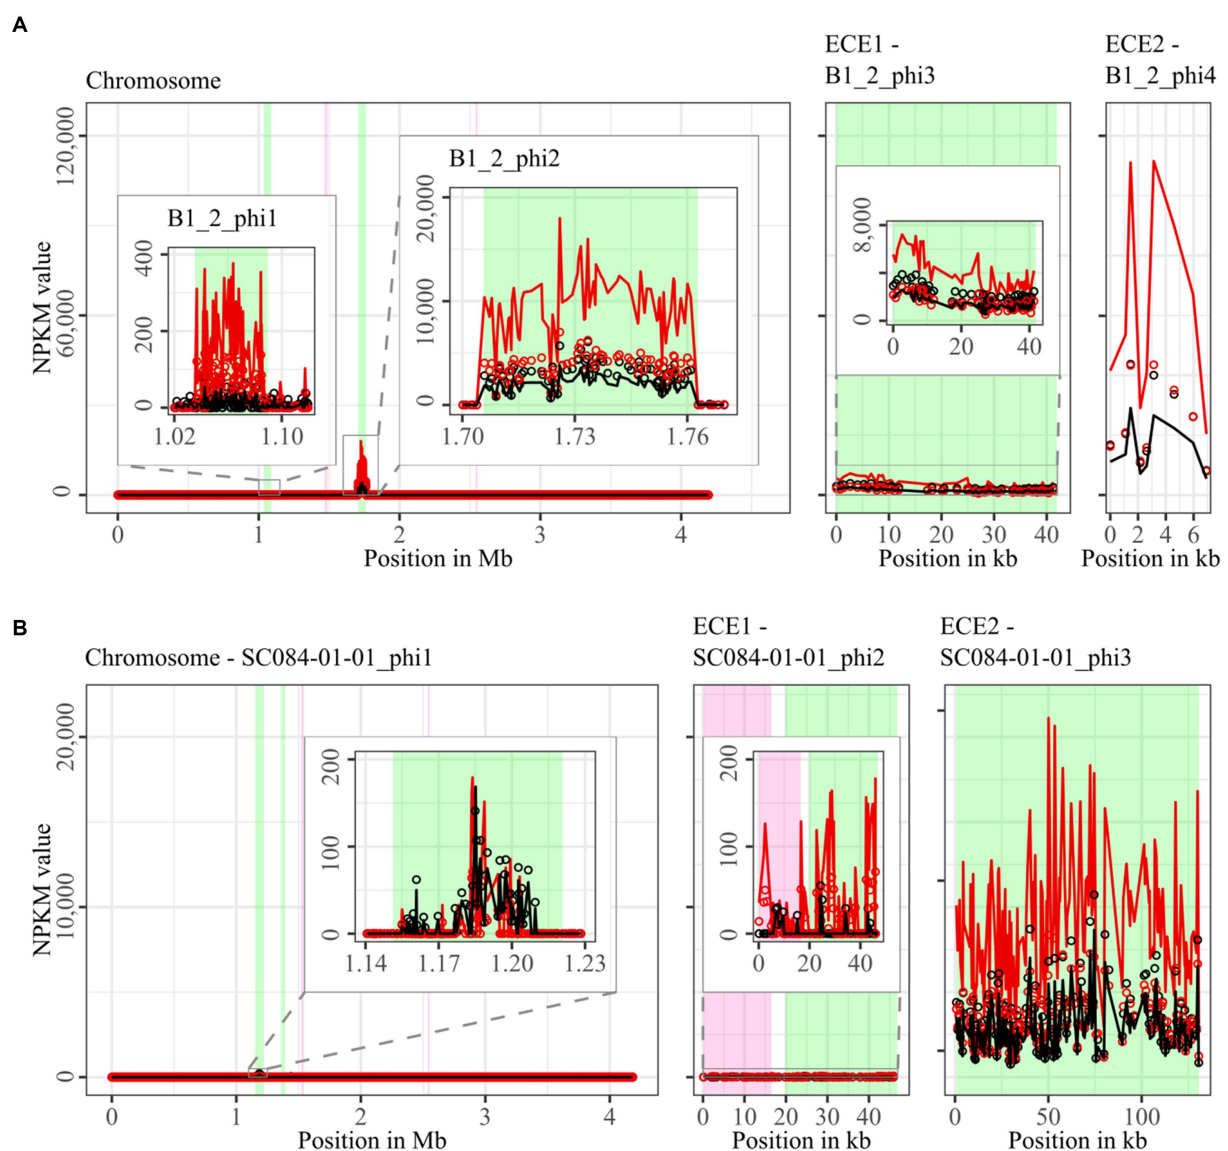 A
Chromosome
ECE1 -
B1_2_phi3
ECE2 -
B1_2_phi4
NPKM value
120,000
60,000
0
B1_2_phi1
400
200
0
1.02 1.10
B1_2_phi2
20,000
10,000
0
1.70 1.73 1.76
8,000
0
0 20 40
0 1 2 3 4
Position in Mb
0 10 20 30 40
Position in kb
0 2 4 6
Position in kb
B
Chromosome - SC084-01-01_phi1
ECE1 -
SC084-01-01_phi2
ECE2 -
SC084-01-01_phi3
NPKM value
20,000
10,000
0
200
100
0
1.14 1.17 1.20 1.23
200
100
0
0 20 40
0 1 2 3 4
Position in Mb
0 10 20 30 40
Position in kb
0 50 100
Position in kb